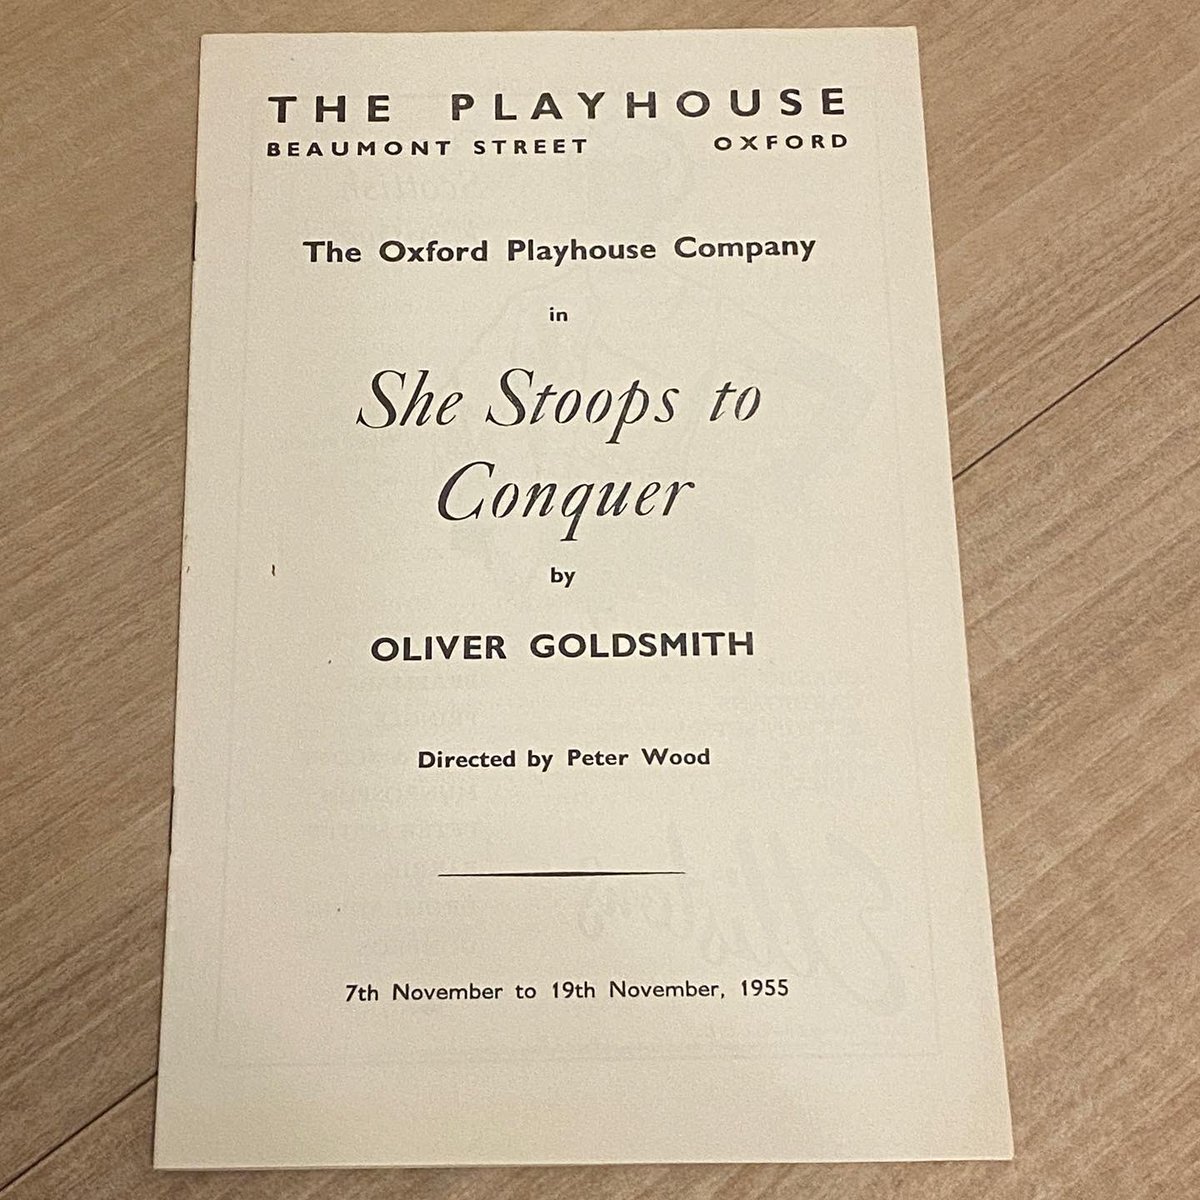 THE PLAYHOUSE
BEAUMONT STREET OXFORD
The Oxford Playhouse Company
in
She Stoops to
Conquer
by
OLIVER GOLDSMITH
Directed by Peter Wood
7th November to 19th November, 1955